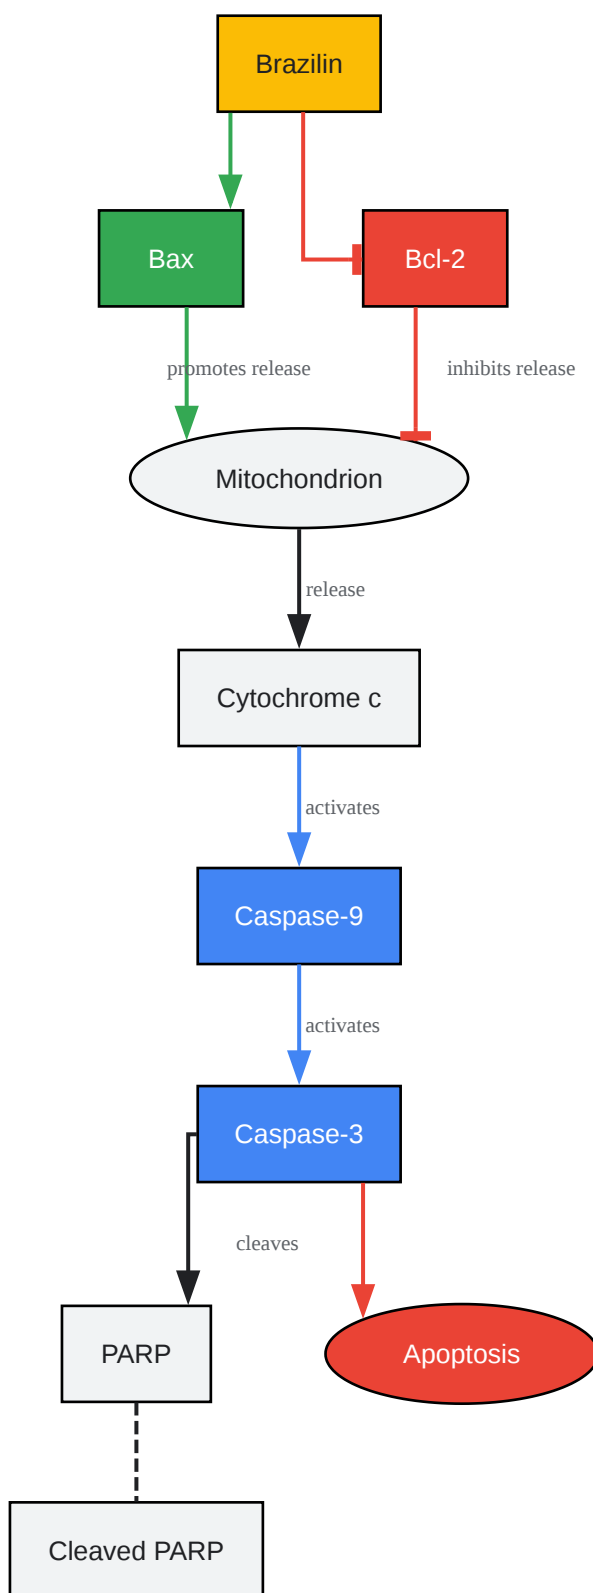 Brazilin
Bax
Bcl-2
promotes release
inhibits release
Mitochondrion
release
Cytochrome c
activates
Caspase-9
activates
Caspase-3
cleaves
PARP
Apoptosis
Cleaved PARP